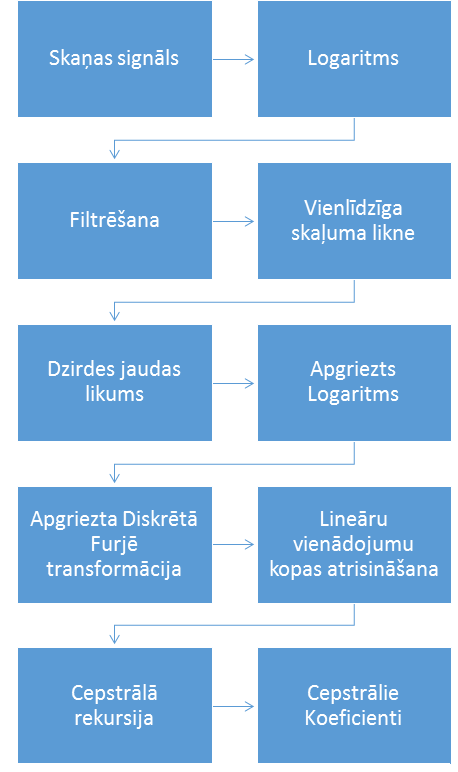 Skaņas signāls
Logaritms
Filtrēšana
Vienlīdzīga
skaļuma likne
Dzirdes jaudas
likums
Apgriezts
Logaritms
Apgriezta Diskrētā
Furjē
transformācija
Lineāru
vienādojumu
kopas atrisināšana
Cepstrālā
rekursija
Cepstrālie
Koeficienti